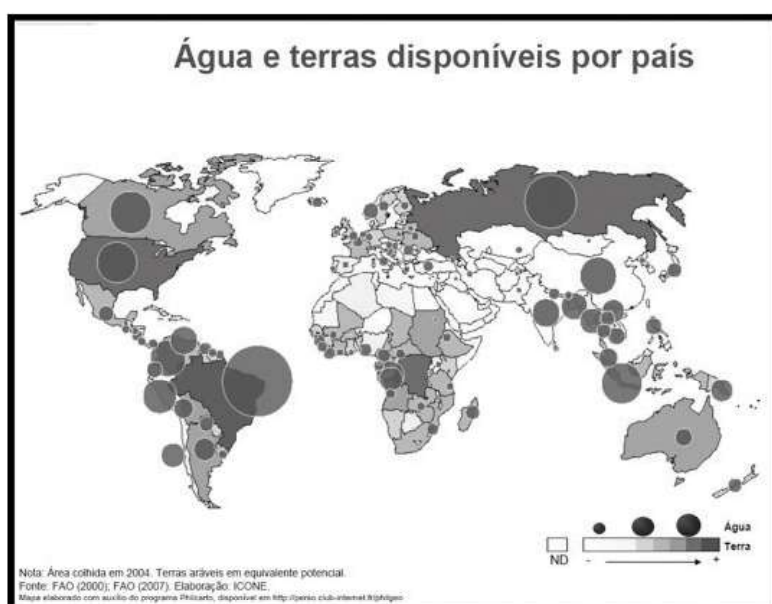 Água e terras disponíveis por país
Água
Terra
ND
- +
Nota: Área colhida em 2004. Terras aráveis em equivalente potencial.
Fonte: FAO (2000); FAO (2007). Elaboração: ICONE.
Mapa elaborado com auxílio do programa Philcarto, disponível em http://perso.club-internet.fr/philgeo